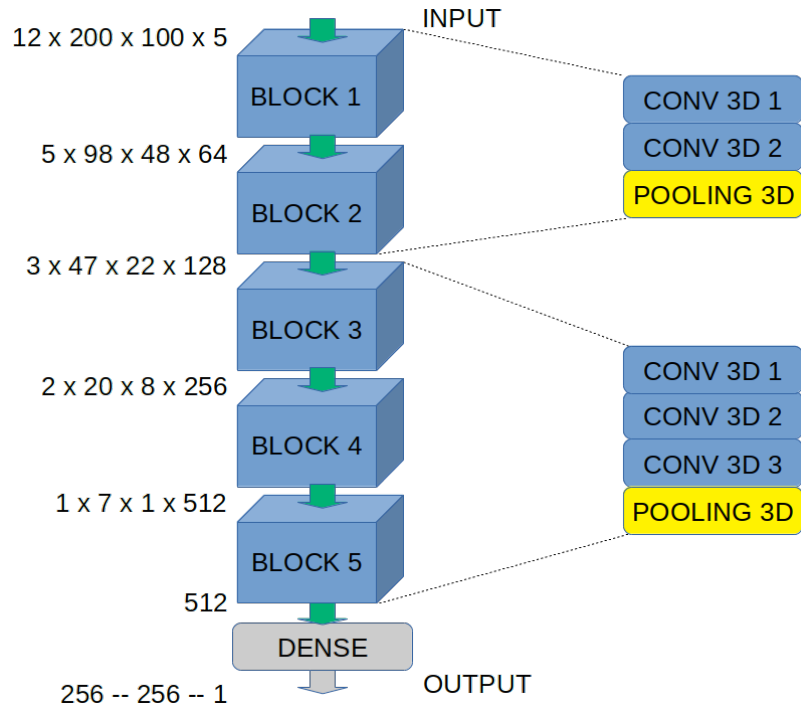 INPUT
12 x 200 x 100 x 5
BLOCK 1
5 x 98 x 48 x 64
BLOCK 2
3 x 47 x 22 x 128
BLOCK 3
2 x 20 x 8 x 256
BLOCK 4
1 x 7 x 1 x 512
BLOCK 5
512
DENSE
256 -- 256 -- 1
OUTPUT
CONV 3D 1
CONV 3D 2
POOLING 3D
CONV 3D 1
CONV 3D 2
CONV 3D 3
POOLING 3D